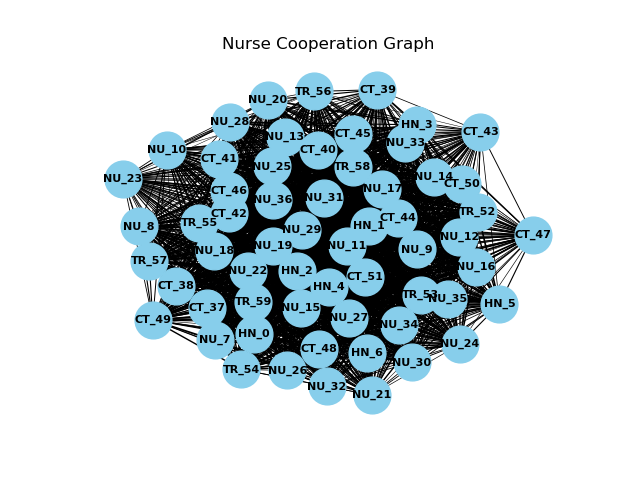 Nurse Cooperation Graph
TR_56
CT_39
NU_20
NU_28
HN_3
CT_43
NU_13
CT_45
NU_33
NU_10
CT_41
CT_40
NU_25
TR_58
NU_23
NU_14
CT_50
CT_46
NU_17
NU_36
NU_31
CT_42
TR_52
CT_44
TR_55
NU_8
HN_1
NU_29
CT_47
NU_12
NU_19
NU_11
NU_9
NU_18
TR_57
NU_16
NU_22
HN_2
CT_51
CT_38
HN_4
TR_53
NU_35
TR_59
HN_5
CT_37
NU_15
CT_49
NU_27
NU_34
HN_0
NU_7
NU_24
CT_48
HN_6
NU_30
TR_54
NU_26
NU_32
NU_21